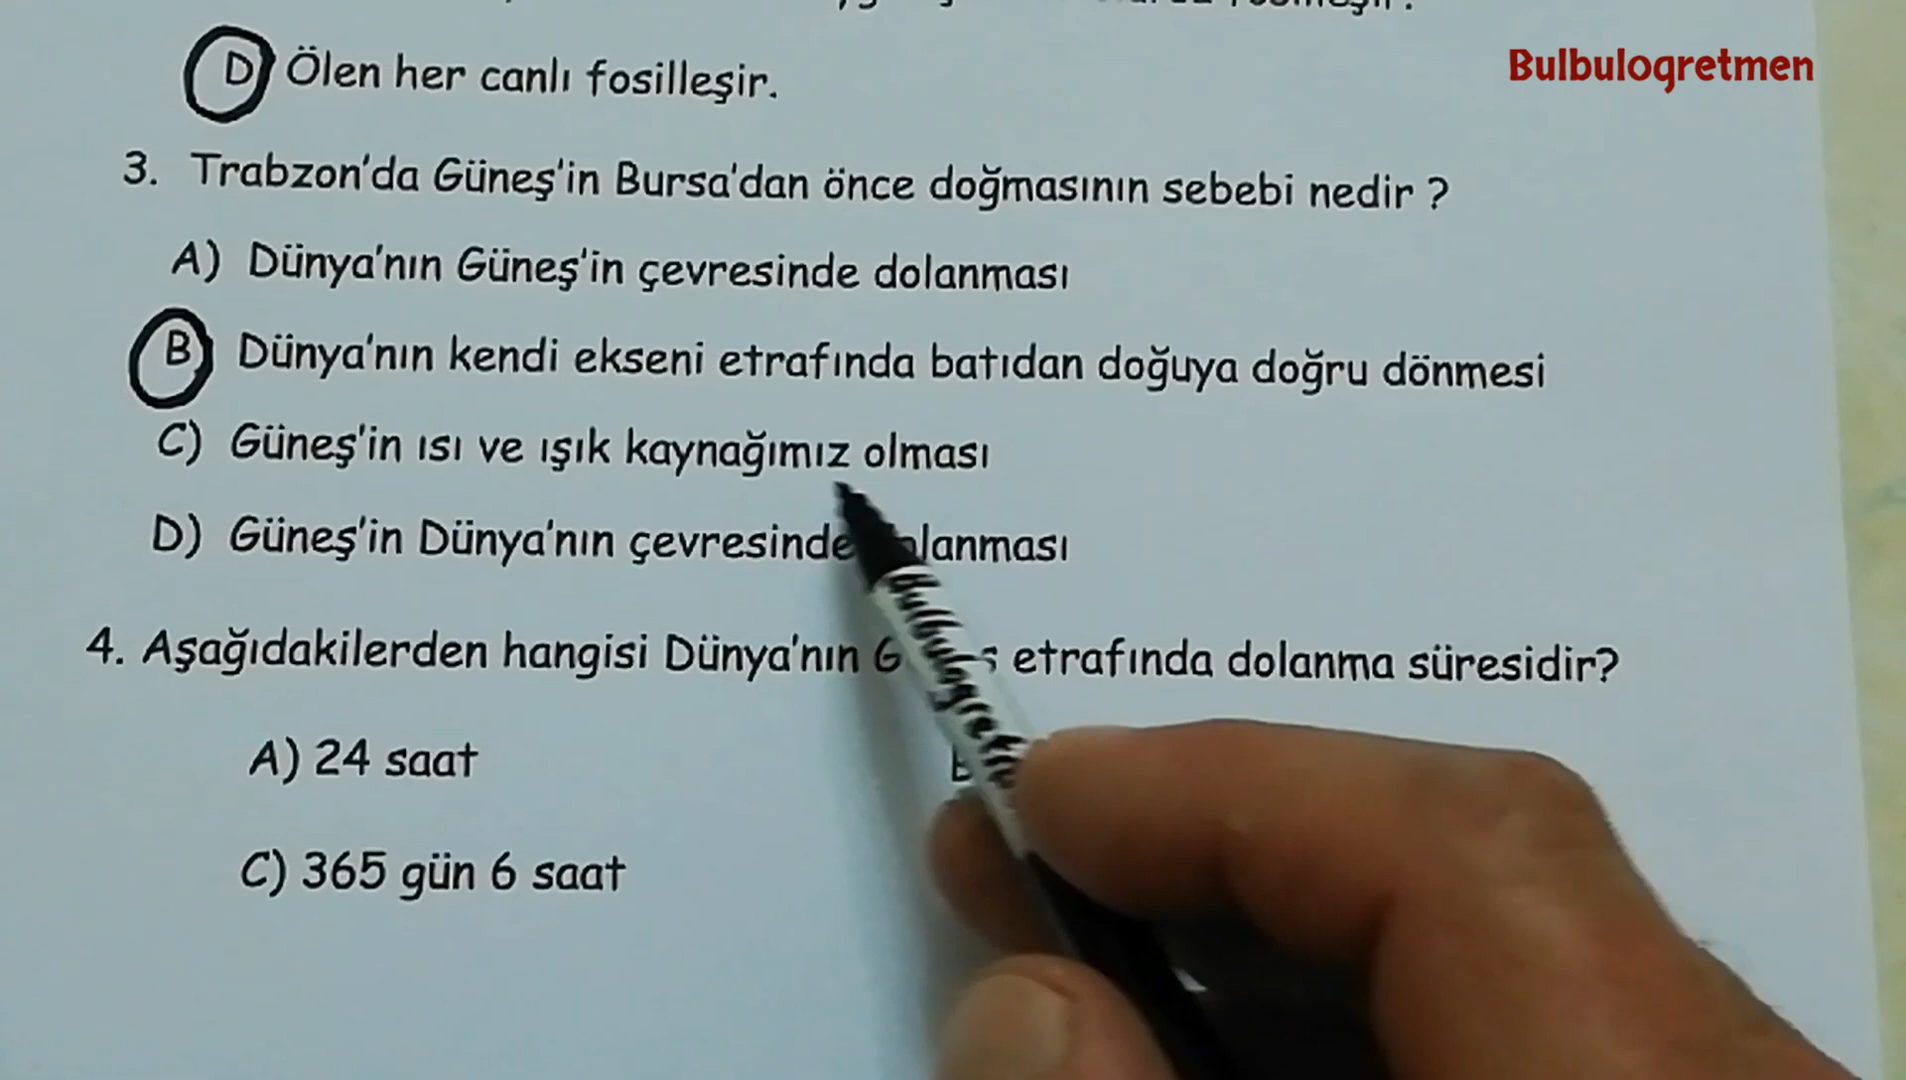 D) Ölen her canlı fosilleşir.
Bulbulogretmen
3. Trabzon'da Güneş'in Bursa'dan önce doğmasının sebebi nedir ?
A) Dünya'nın Güneş'in çevresinde dolanması
B) Dünya'nın kendi ekseni etrafında batıdan doğuya doğru dönmesi
C) Güneş'in ısı ve ışık kaynağımız olması
D) Güneş'in Dünya'nın çevresinde
4. Aşağıdakilerden hangisi Dünya'nın etrafında dolanma süresidir?
A) 24 saat
C) 365 gün 6 saat